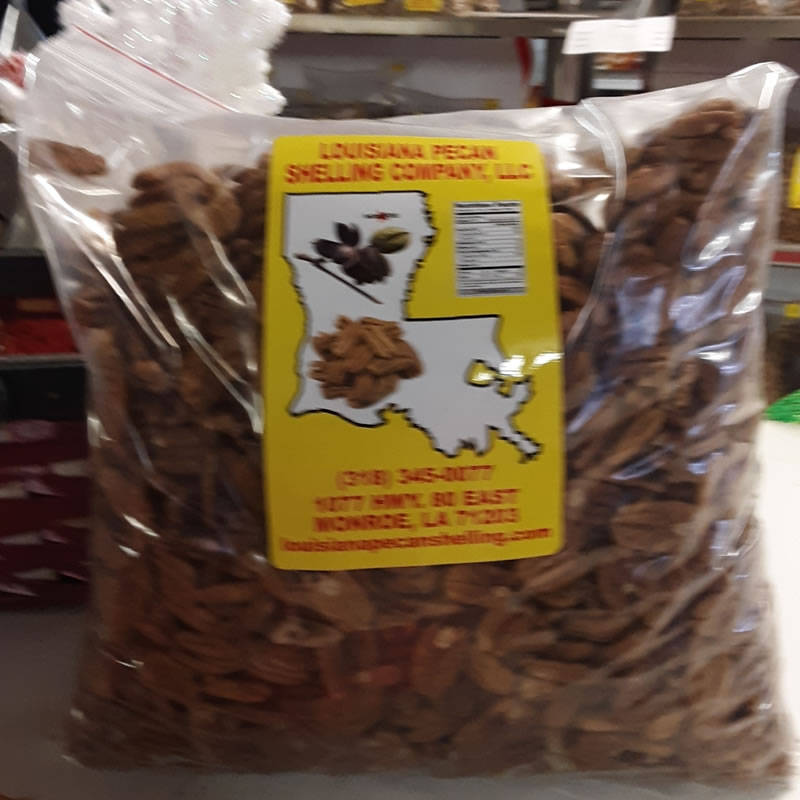 LOUISIANA PECAN
SHELLING COMPANY, LLC
(318) 345-0077
1077 HWY. 80 EAST
MONROE, LA 71203
louisianapecanshelling.com